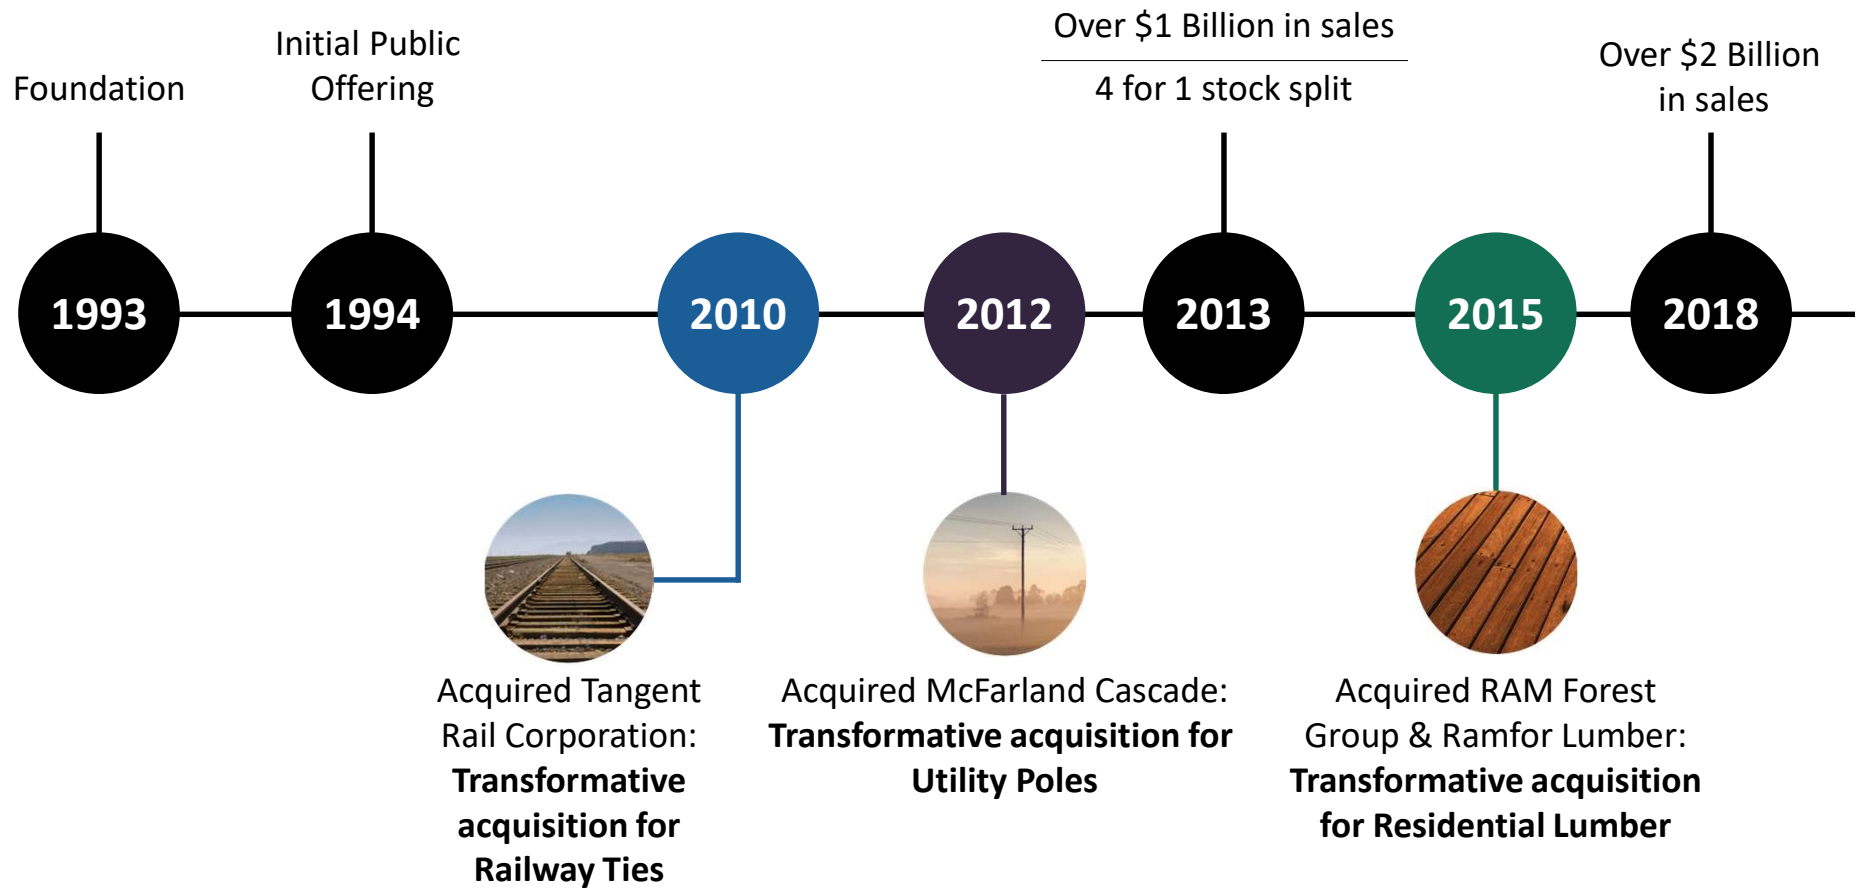 Foundation
Initial Public
Offering
Over $1 Billion in sales
4 for 1 stock split
Over $2 Billion
in sales
1993
1994
2010
2012
2013
2015
2018
Acquired Tangent
Rail Corporation:
Transformative
acquisition for
Railway Ties
Acquired McFarland Cascade:
Transformative acquisition for
Utility Poles
Acquired RAM Forest
Group & Ramfor Lumber:
Transformative acquisition
for Residential Lumber